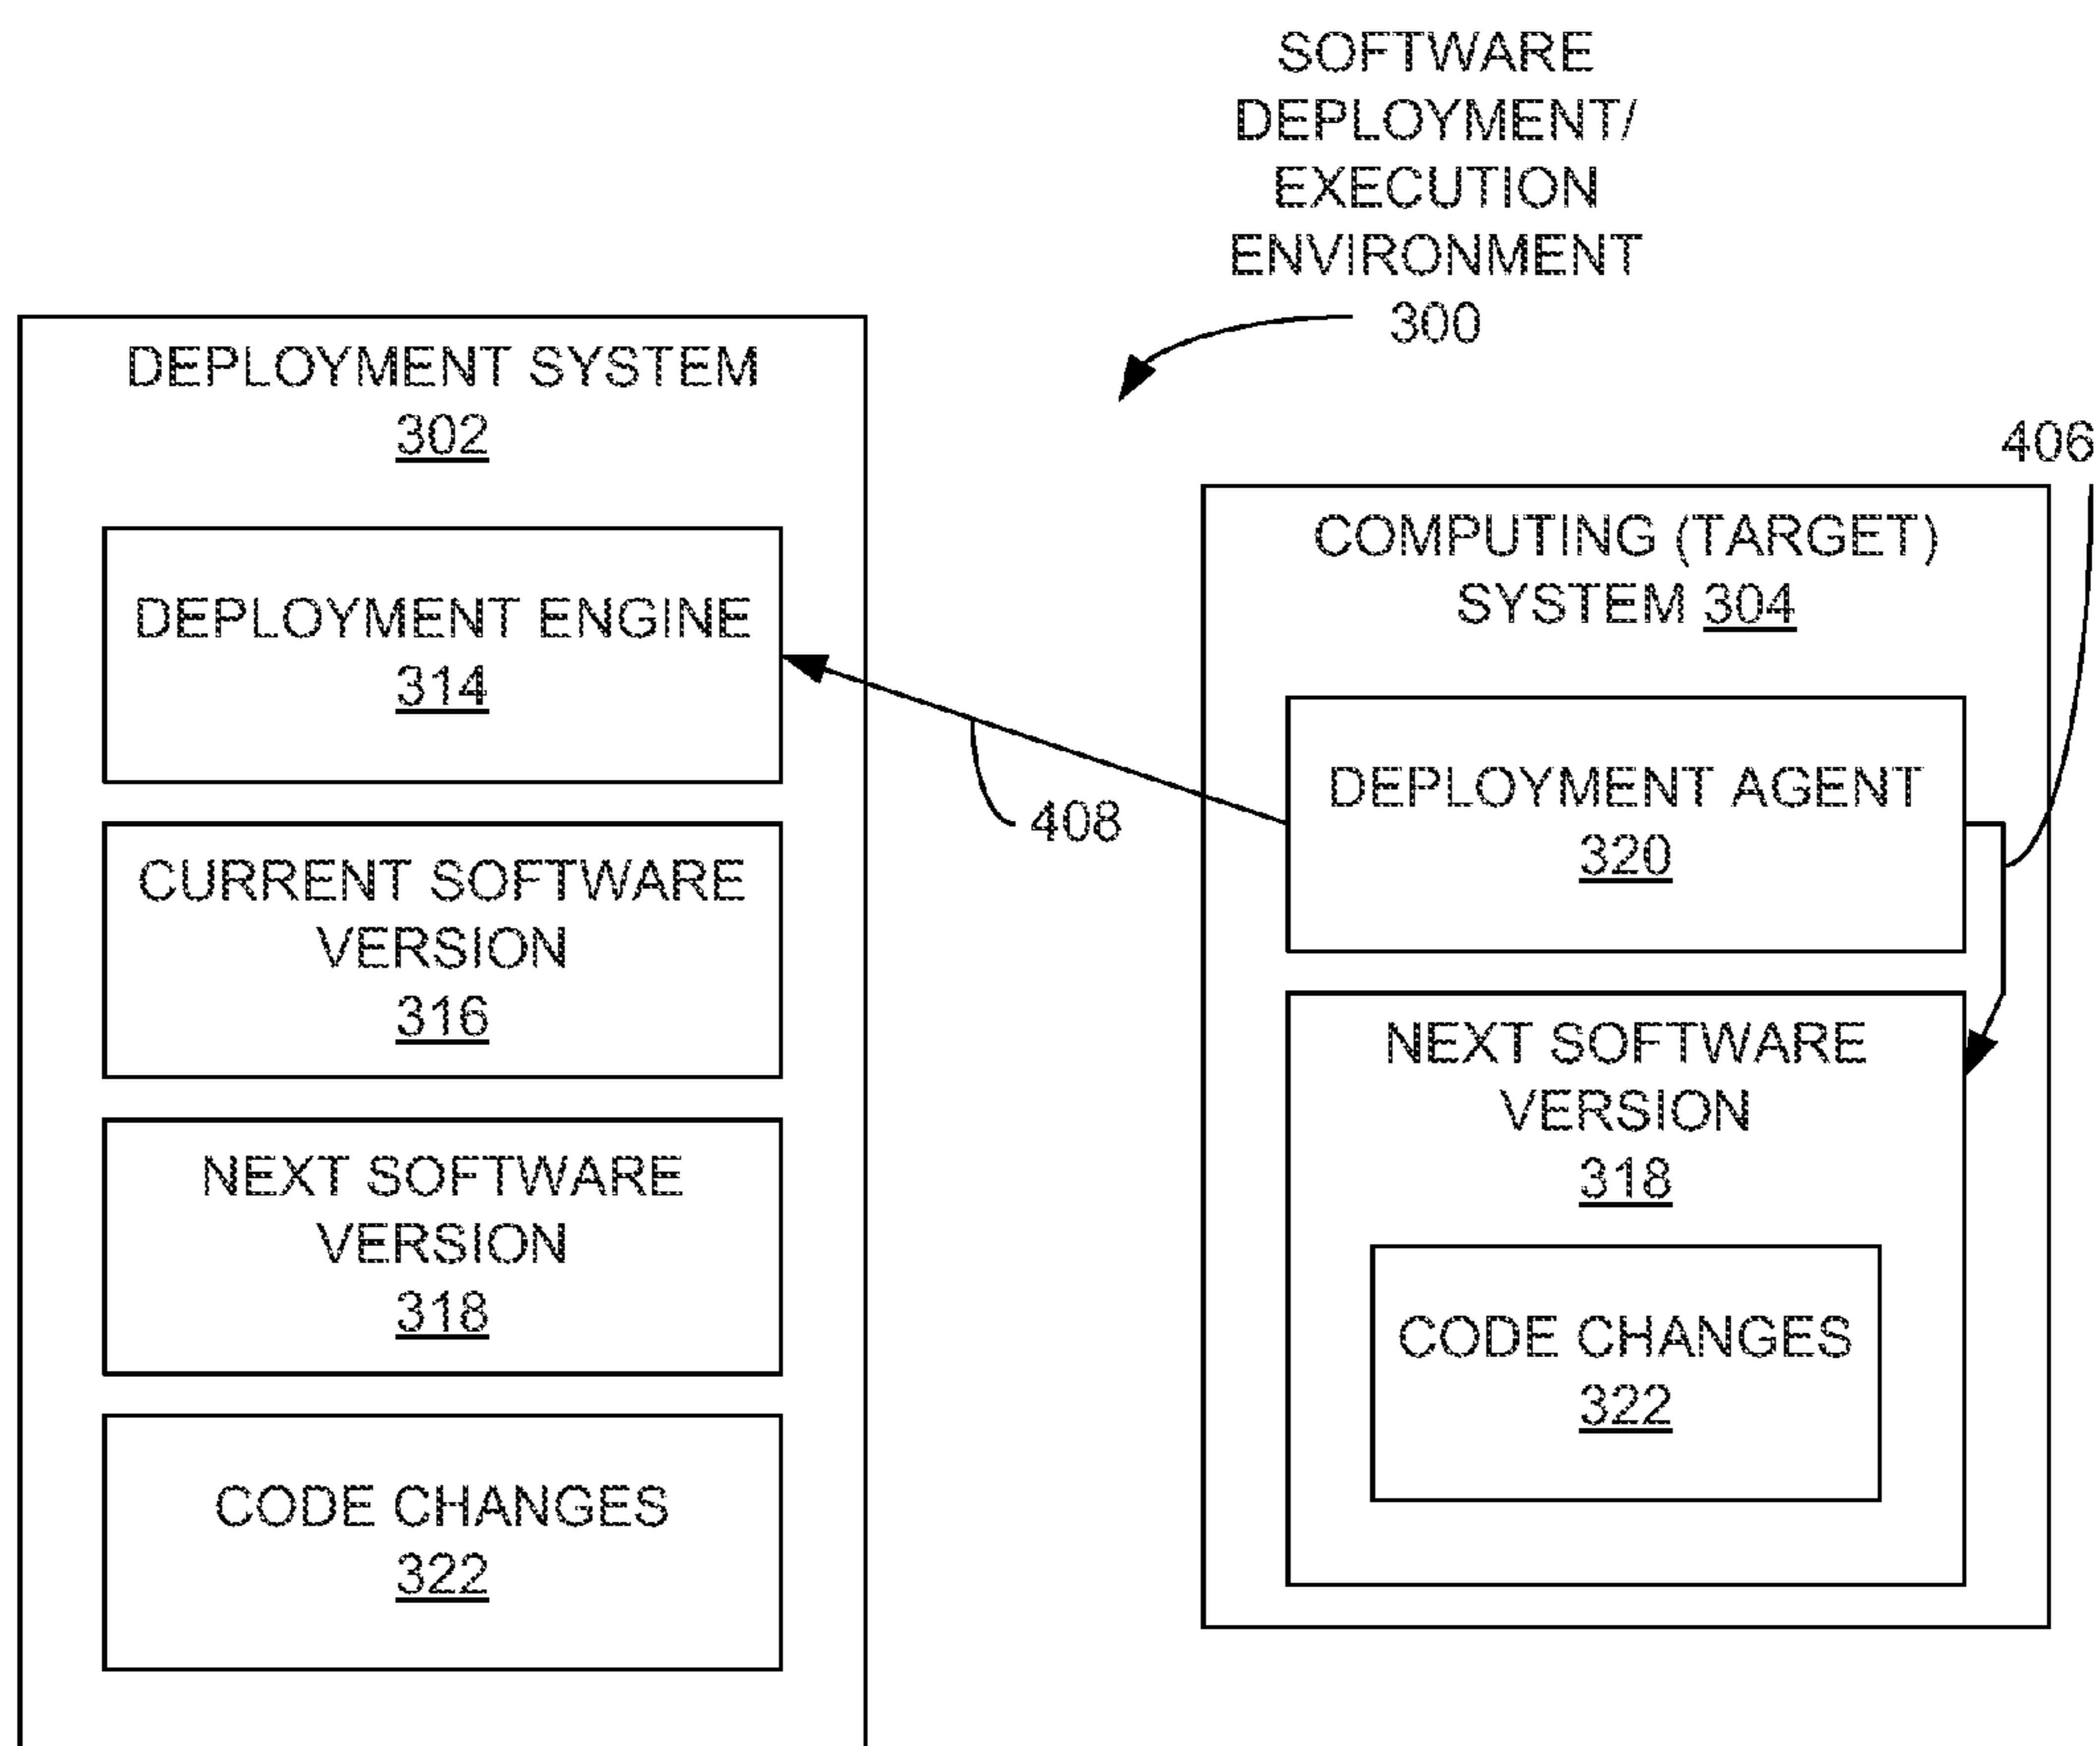 SOFTWARE
DEPLOYMENT/
EXECUTION
ENVIRONMENT
300
DEPLOYMENT SYSTEM
302
DEPLOYMENT ENGINE
314
CURRENT SOFTWARE
VERSION
316
NEXT SOFTWARE
VERSION
318
CODE CHANGES
322
408
406
COMPUTING (TARGET)
SYSTEM 304
DEPLOYMENT AGENT
320
NEXT SOFTWARE
VERSION
318
CODE CHANGES
322